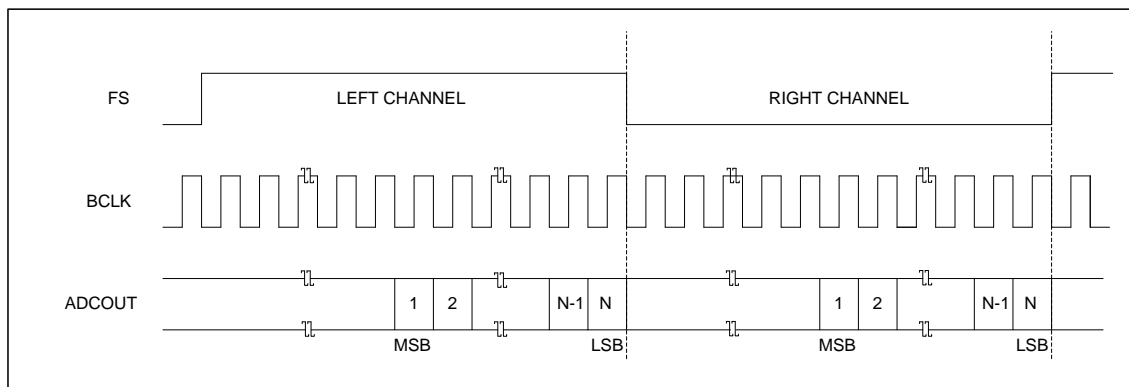 FS
LEFT CHANNEL
RIGHT CHANNEL
BCLK
ADCOUT
1 2 N-1 N 1 2 N-1 N
MSB LSB MSB LSB